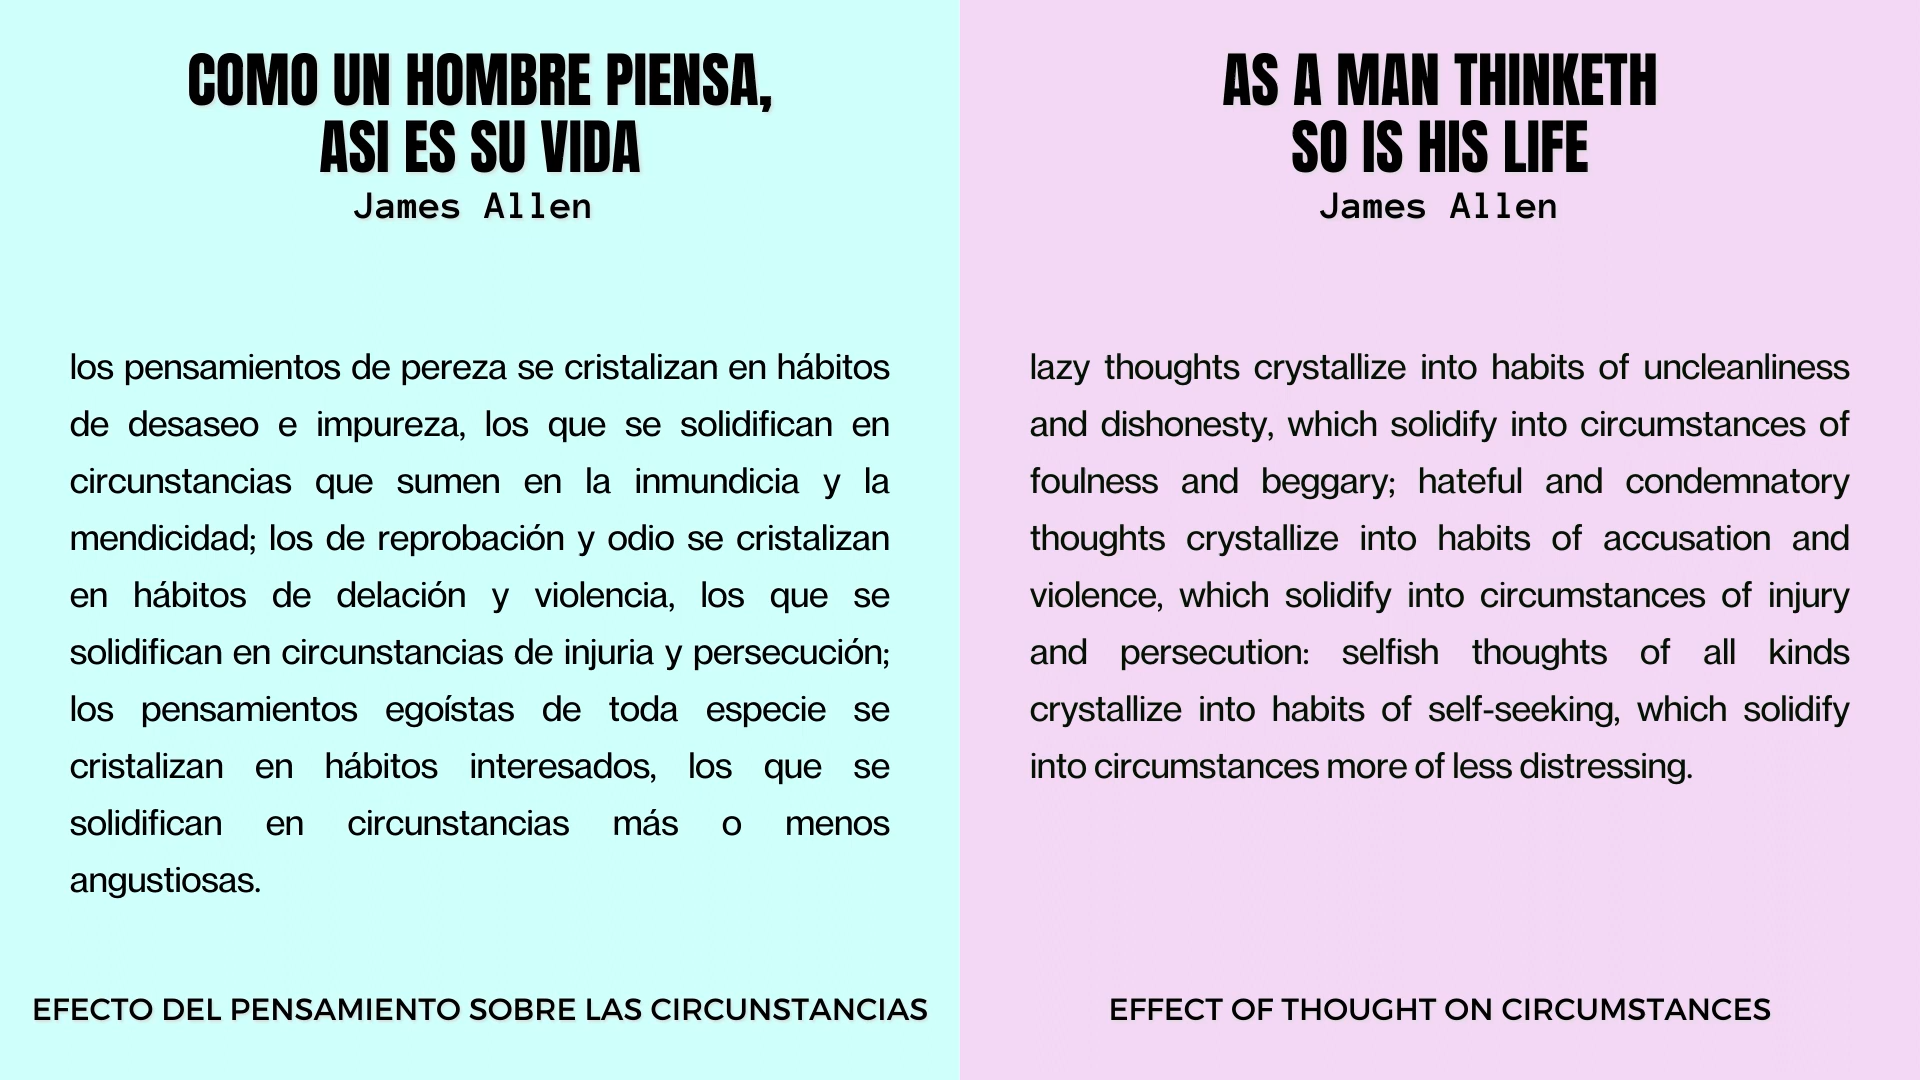 COMO UN HOMBRE PIENSA,
ASI ES SU VIDA
James Allen
los pensamientos de pereza se cristalizan en hábitos
de desaseo e impureza, los que se solidifican en
circunstancias que sumen en la inmundicia y la
mendicidad; los de reprobación y odio se cristalizan
en hábitos de delación y violencia, los que se
solidifican en circunstancias de injuria y persecución;
los pensamientos egoístas de toda especie se
cristalizan en hábitos interesados, los que se
solidifican en circunstancias más o menos
angustiosas.
EFECTO DEL PENSAMIENTO SOBRE LAS CIRCUNSTANCIAS
AS A MAN THINKETH
SO IS HIS LIFE
James Allen
lazy thoughts crystallize into habits of uncleanliness
and dishonesty, which solidify into circumstances of
foulness and beggary; hateful and condemnatory
thoughts crystallize into habits of accusation and
violence, which solidify into circumstances of injury
and persecution: selfish thoughts of all kinds
crystallize into habits of self-seeking, which solidify
into circumstances more of less distressing.
EFFECT OF THOUGHT ON CIRCUMSTANCES